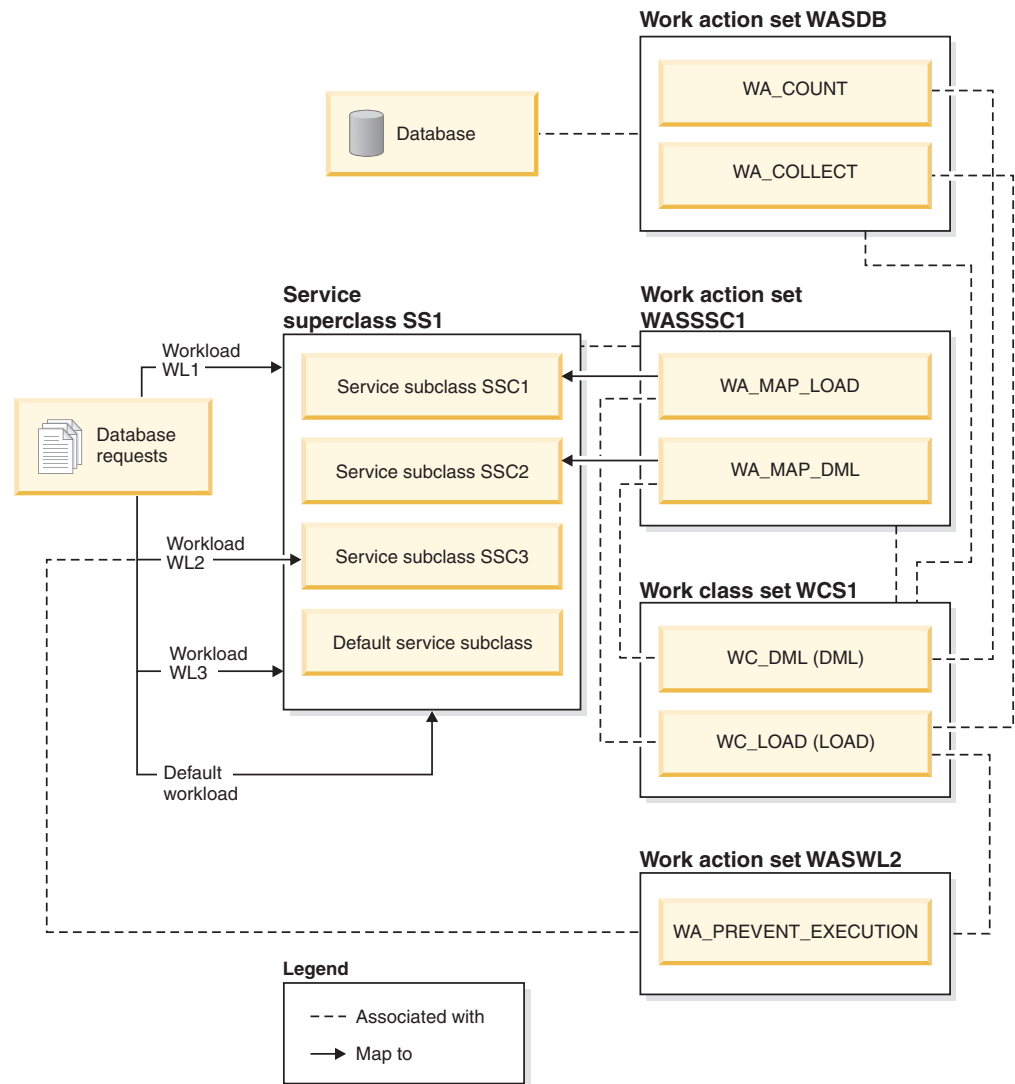 Work action set WASDB
WA_COUNT
Database
WA_COLLECT
Service
superclass SS1
Work action set
WASSSC1
Workload
WL1
Service subclass SSC1
WA_MAP_LOAD
Database
requests
Service subclass SSC2
WA_MAP_DML
Workload
WL2
Service subclass SSC3
Work class set WCS1
Default service subclass
WC_DML (DML)
Workload
WL3
WC_LOAD (LOAD)
Default
workload
Work action set WASWL2
WA_PREVENT_EXECUTION
Legend
Associated with
Map to